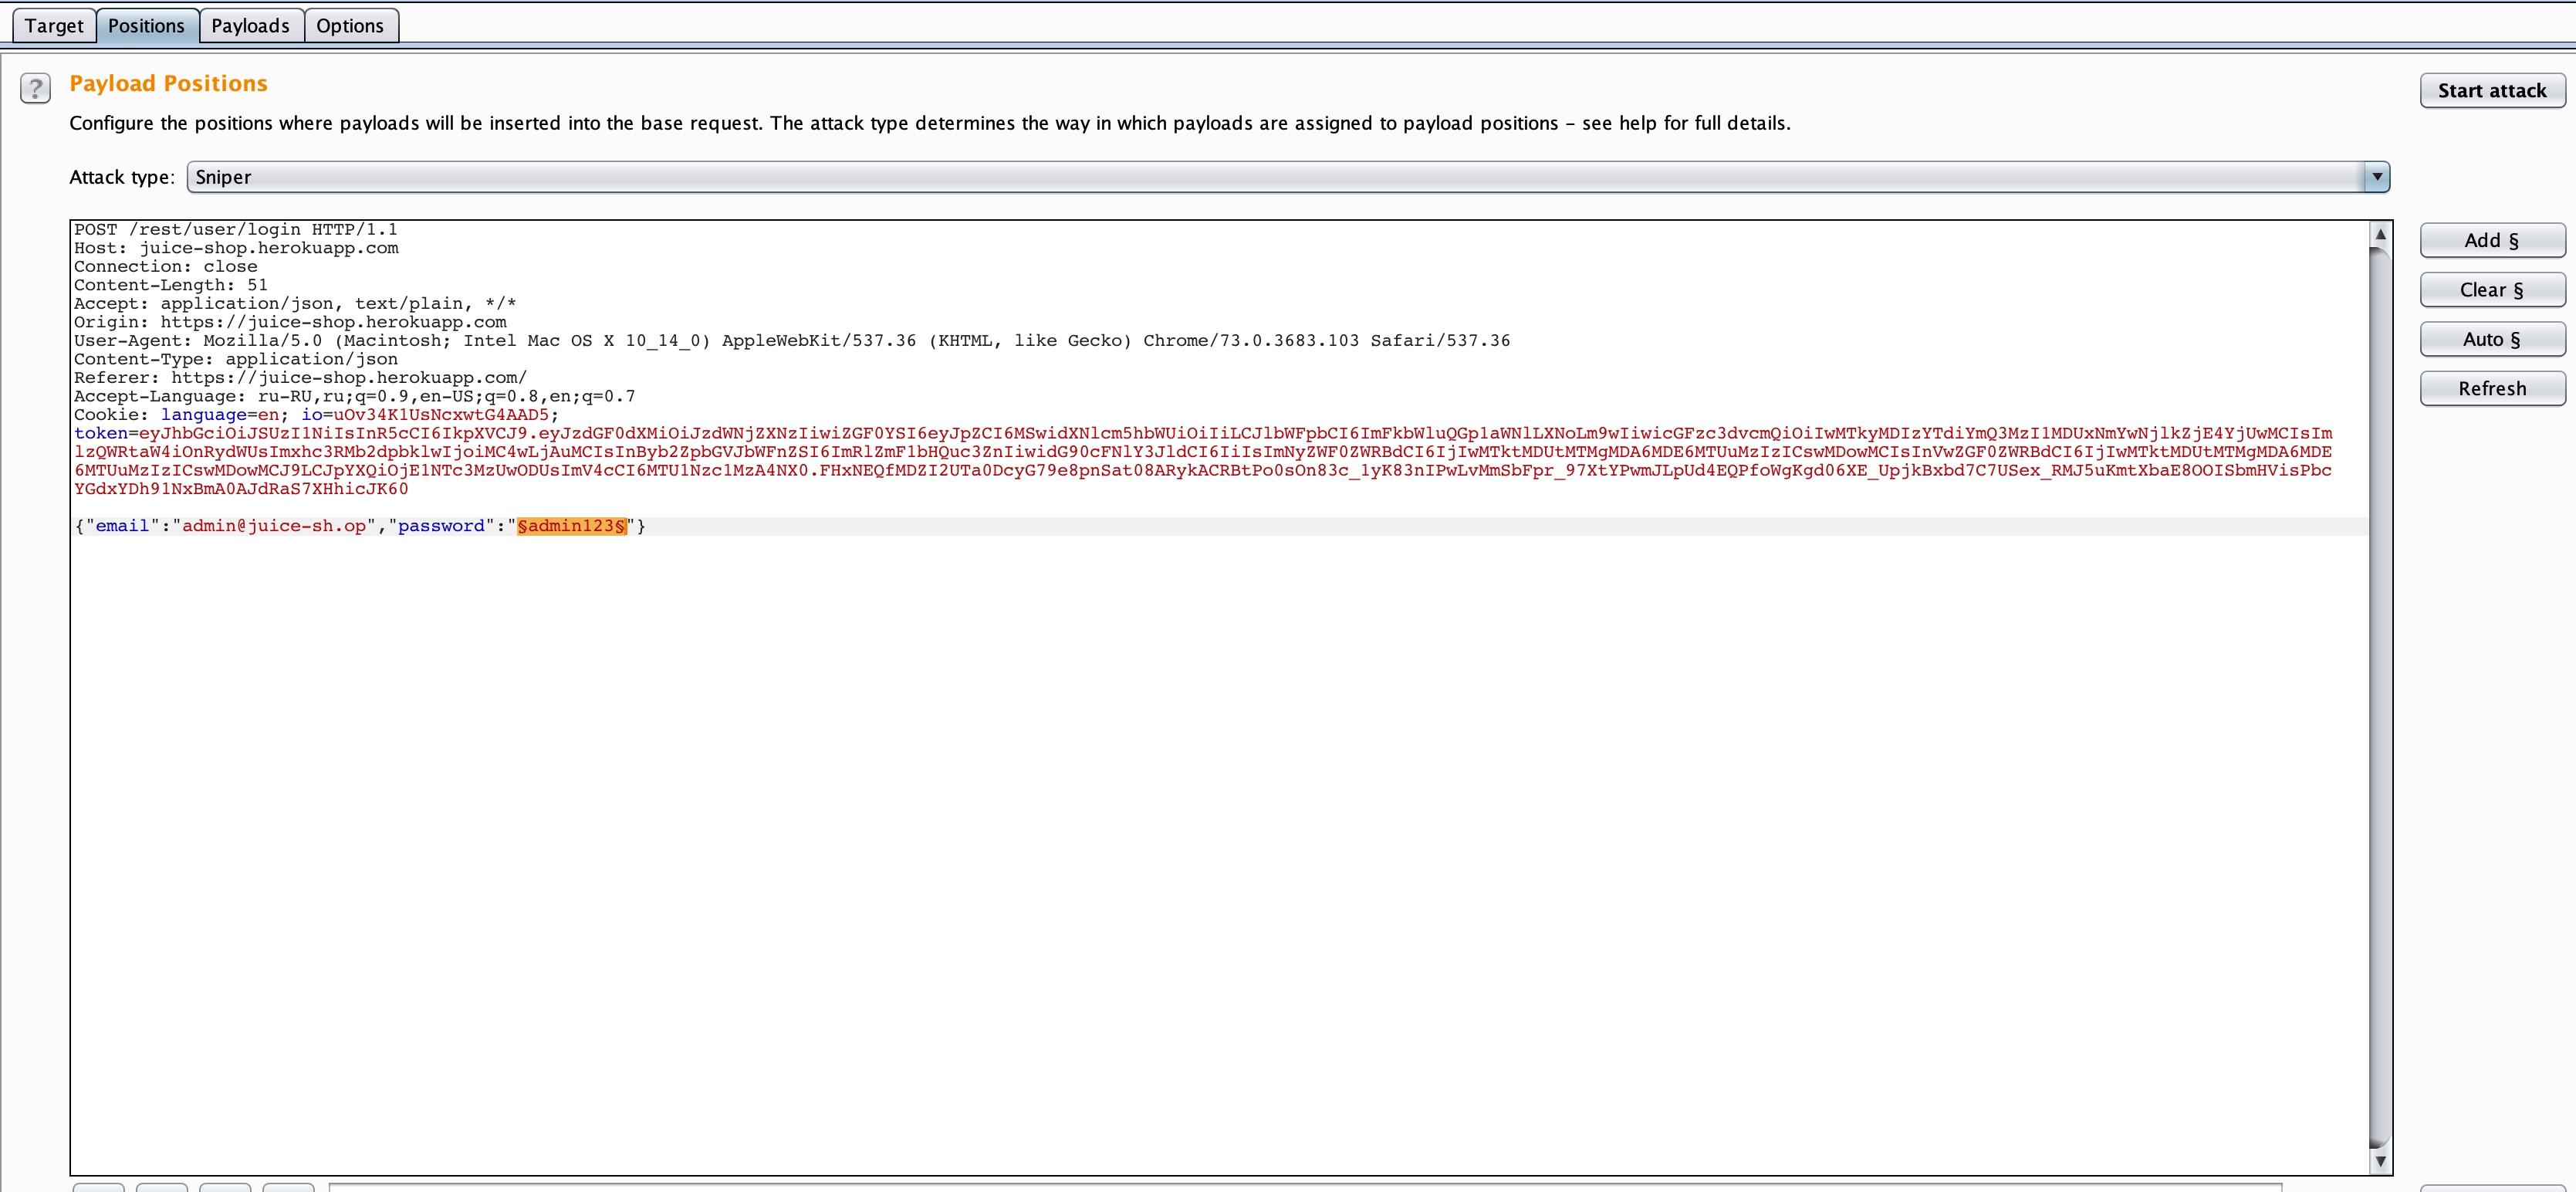 Target Positions Payloads Options
? Payload Positions
Start attack
Configure the positions where payloads will be inserted into the base request. The attack type determines the way in which payloads are assigned to payload positions – see help for full details.
Attack type: Sniper
POST /rest/user/login HTTP/1.1
Host: juice-shop.herokuapp.com
Connection: close
Content-Length: 51
Accept: application/json, text/plain, */*
Origin: https://juice-shop.herokuapp.com
User-Agent: Mozilla/5.0 (Macintosh; Intel Mac OS X 10_14_0) AppleWebKit/537.36 (KHTML, like Gecko) Chrome/73.0.3683.103 Safari/537.36
Content-Type: application/json
Referer: https://juice-shop.herokuapp.com/
Accept-Language: ru-RU,ru;q=0.9,en-US;q=0.8,en;q=0.7
Cookie: language=en; io=uOv34K1UsNcxwtG4AAD5;
token=eyJhbGciOiJSUzI1NiIsInR5cCI6IkpXVCJ9.eyJzdGF0dXMiOiJzdWNjZXNzIiwiZGF0YSI6eyJpZCI6MSwidXNlcm5hbWUiOiIiLCJlbWFpbCI6ImFkbWluQGp1aWNlLXNoLm9wIiwicGFzc3dvcmQiOiIwMTkyMDIzYTdiYmQ3MzI1MDUxNmYwNjlkZjE4YjUwMCIsIm
lzQWRtaW4iOnRydWUsImxhc3RMb2dpbklwIjoiMC4wLjAuMCIsInByb2ZpbGVJbWFnZSI6ImRlZmF1bHQuc3ZnIiwidG90cFNlY3JldCI6IiIsImNyZWF0ZWRBdCI6IjIwMTktMDUtMTMgMDA6MDE6MTUuMzIzICswMDowMCIsInVwZGF0ZWRBdCI6IjIwMTktMDUtMTMgMDA6MDE
6MTUuMzIzICswMDowMCJ9LCJpYXQiOjE1NTc3MzUwODUsImV4cCI6MTU1Nzc1MzA4NX0.FHxNEQfMDZI2UTa0DcyG79e8pnSat08ARykACRBtPo0sOn83c_1yK83nIPwLvMmSbFpr_97XtYPwmJLpUd4EQPfoWgKgd06XE_UpjkBxbd7C7USex_RMJ5uKmtXbaE8OOISbmHVisPbc
YGdxYDh91NxBmA0AJdRaS7XHhicJK60
{"email":"admin@juice-sh.op","password":"§admin123§"}
Add §
Clear §
Auto §
Refresh